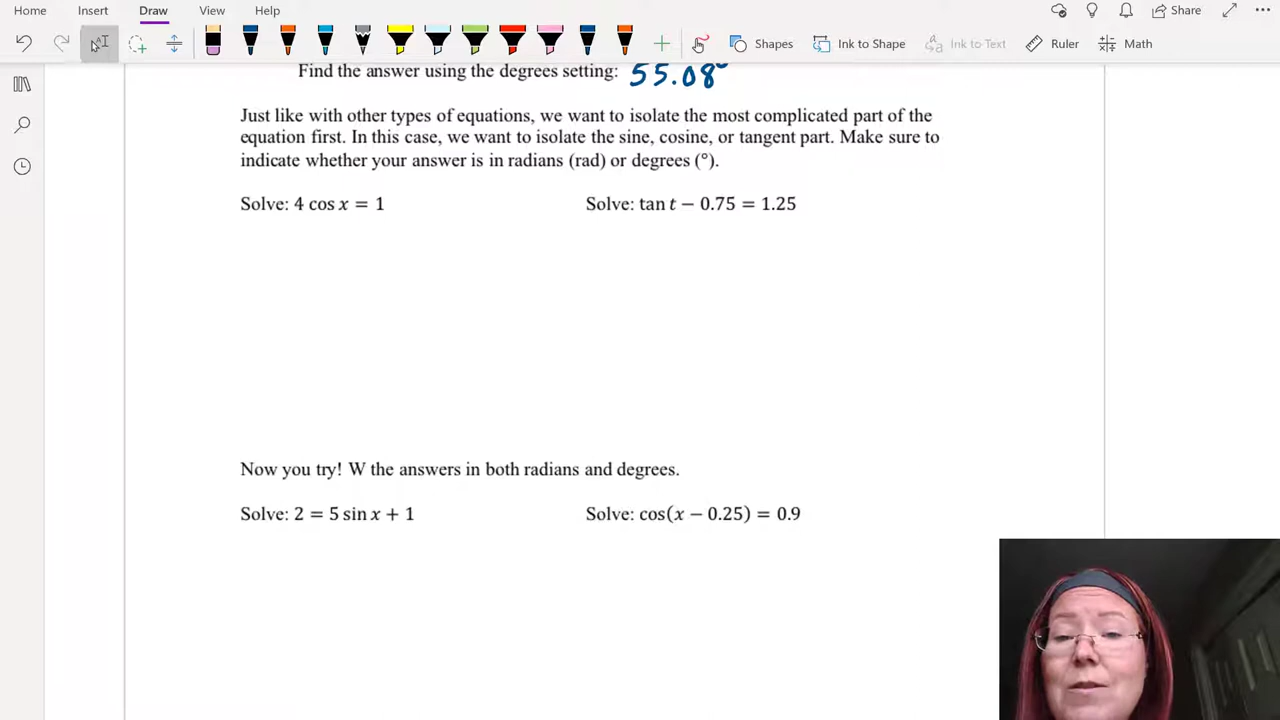 Home Insert Draw View Help Share
Shapes Ink to Shape Ink to Text Ruler Math
Find the answer using the degrees setting: 55.08°
Just like with other types of equations, we want to isolate the most complicated part of the
equation first. In this case, we want to isolate the sine, cosine, or tangent part. Make sure to
indicate whether your answer is in radians (rad) or degrees (°).
Solve: 4 cos x = 1 Solve: tan t − 0.75 = 1.25
Now you try! W the answers in both radians and degrees.
Solve: 2 = 5 sin x + 1 Solve: cos(x − 0.25) = 0.9